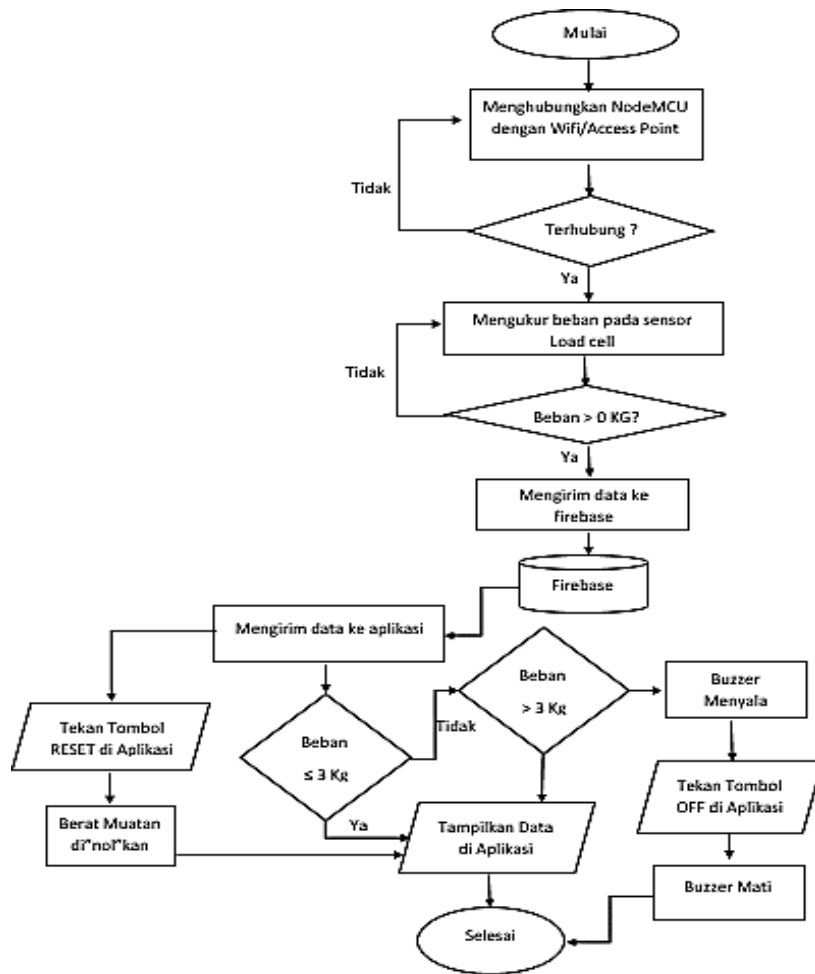 Mulai
Menghubungkan NodeMCU
dengan Wifi/Access Point
Tidak
Terhubung ?
Ya
Mengukur beban pada sensor
Load cell
Tidak
Beban > 0 KG?
Ya
Mengirim data ke
firebase
Firebase
Mengirim data ke aplikasi
Tekan Tombol
RESET di Aplikasi
Berat Muatan
di"nol"kan
Beban
≤ 3 Kg
Ya
Tidak
Beban
> 3 Kg
Buzzer
Menyala
Tekan Tombol
OFF di Aplikasi
Buzzer Mati
Tampilkan Data
di Aplikasi
Selesai